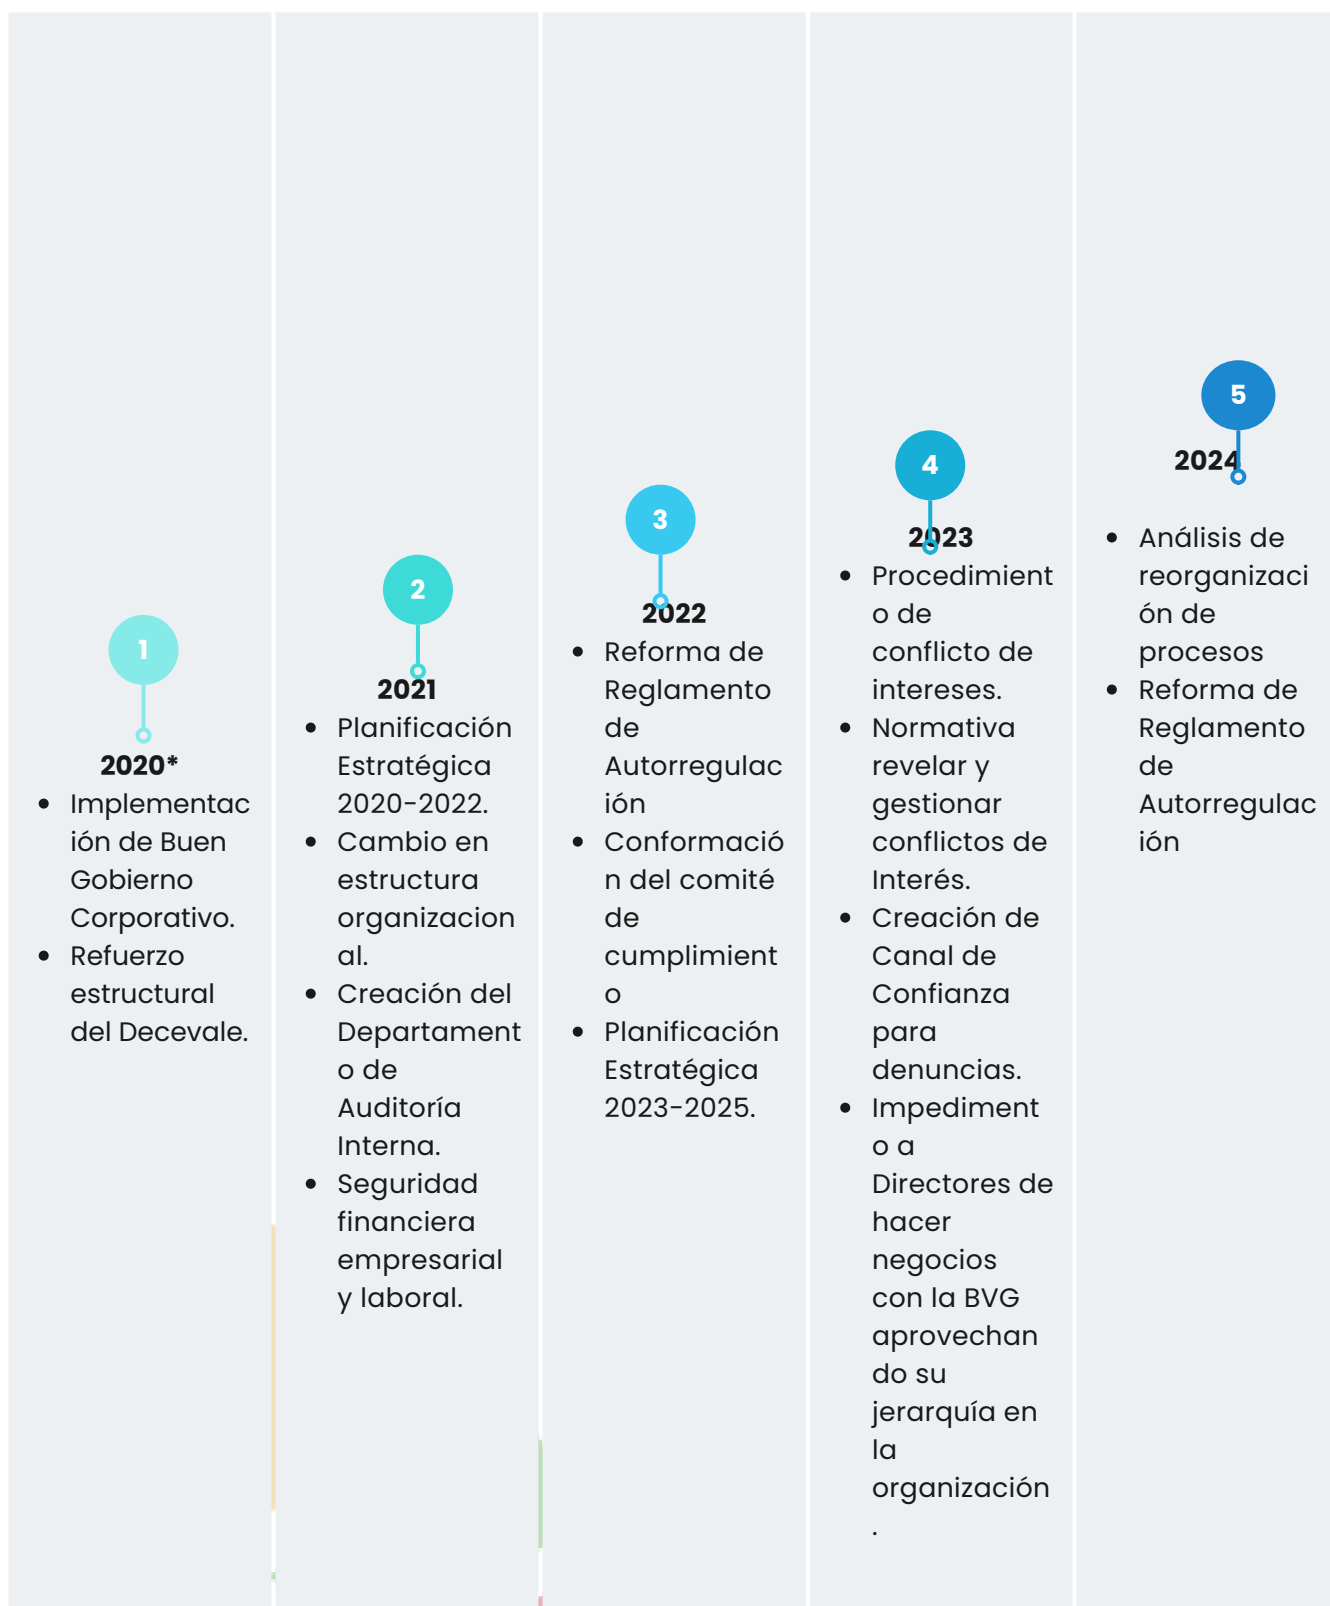 1
2020*
Implementac
ión de Buen
Gobierno
Corporativo.
Refuerzo
estructural
del Decevale.
2
2021
Planificación
Estratégica
2020-2022.
Cambio en
estructura
organizacion
al.
Creación del
Departament
o de
Auditoría
Interna.
Seguridad
financiera
empresarial
y laboral.
3
2022
Reforma de
Reglamento
de
Autorregulac
ión
Conformació
n del comité
de
cumplimient
o
Planificación
Estratégica
2023-2025.
4
2023
Procedimient
o de
conflicto de
intereses.
Normativa
revelar y
gestionar
conflictos de
Interés.
Creación de
Canal de
Confianza
para
denuncias.
Impediment
o a
Directores de
hacer
negocios
con la BVG
aprovechan
do su
jerarquía en
la
organización
.
5
2024
Análisis de
reorganizaci
ón de
procesos
Reforma de
Reglamento
de
Autorregulac
ión